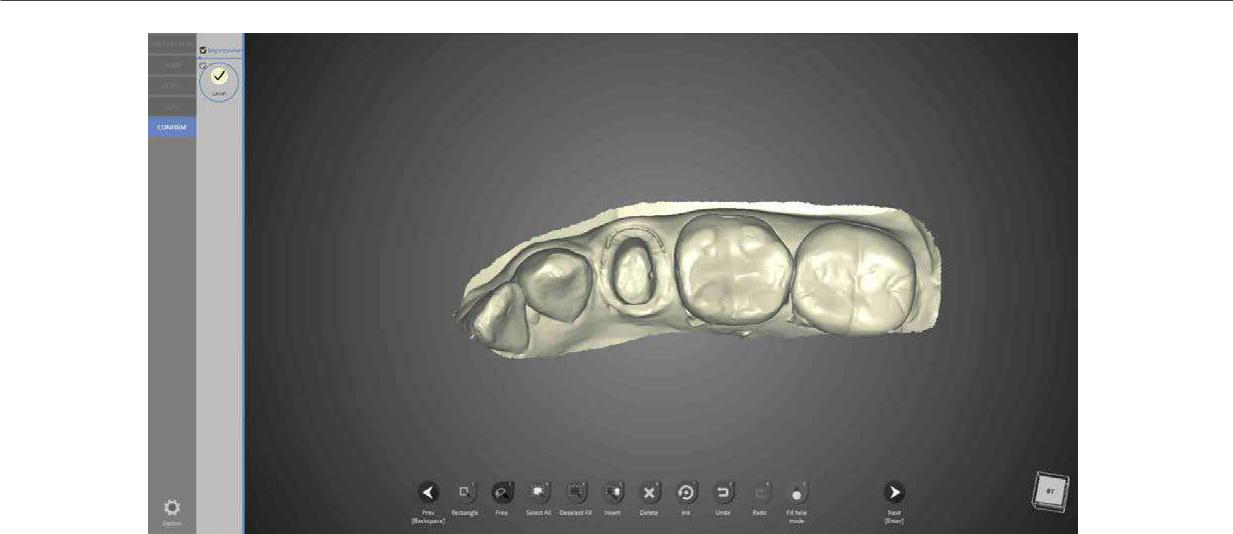 CONFIRM
Option
Prev
[Backspace]
Rectangle
Free
Select All
Deselect All
Invert
Delete
Init
Undo
Redo
Fill hole
mode
Next
[Enter]